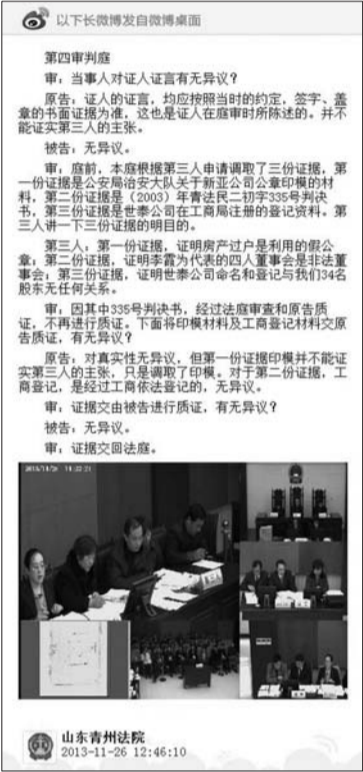 以下长微博发自微博桌面
第四审判庭
审：当事人对证人证言有无异议？
原告：证人的证言，均应按照当时的约定，签字、盖
章的书面证据为准，这也是证人在庭审时所陈述的。并不
能证实第三人的主张。
被告：无异议。
审：庭前，本庭根据第三人申请调取了三份证据，第
一份证据是公安局治安大队关于新亚公司公章印模的材
料，第二份证据是（2003）年青法民二初字335号判决
书，第三份证据是世泰公司在工商局注册的登记资料。第
三人讲一下三份证据的明目的。
第三人：第一份证据，证明房产过户是利用的假公
章；第二份证据，证明李霞为代表的四人董事会是非法董
事会；第三份证据，证明世泰公司命名和登记与我们34名
股东无任何关系。
审：因其中335号判决书，经过法庭审查和原告质
证，不再进行质证。下面将印模材料及工商登记材料交原
告质证，有无异议？
原告：对真实性无异议，但第一份证据印模并不能证
实第三人的主张，只是调取了印模。对于第二份证据，工
商登记，是经过工商依法登记的，无异议。
审：证据交由被告进行质证，有无异议？
被告：无异议。
审：证据交回法庭。
山东青州法院
2013-11-26 12:46:10